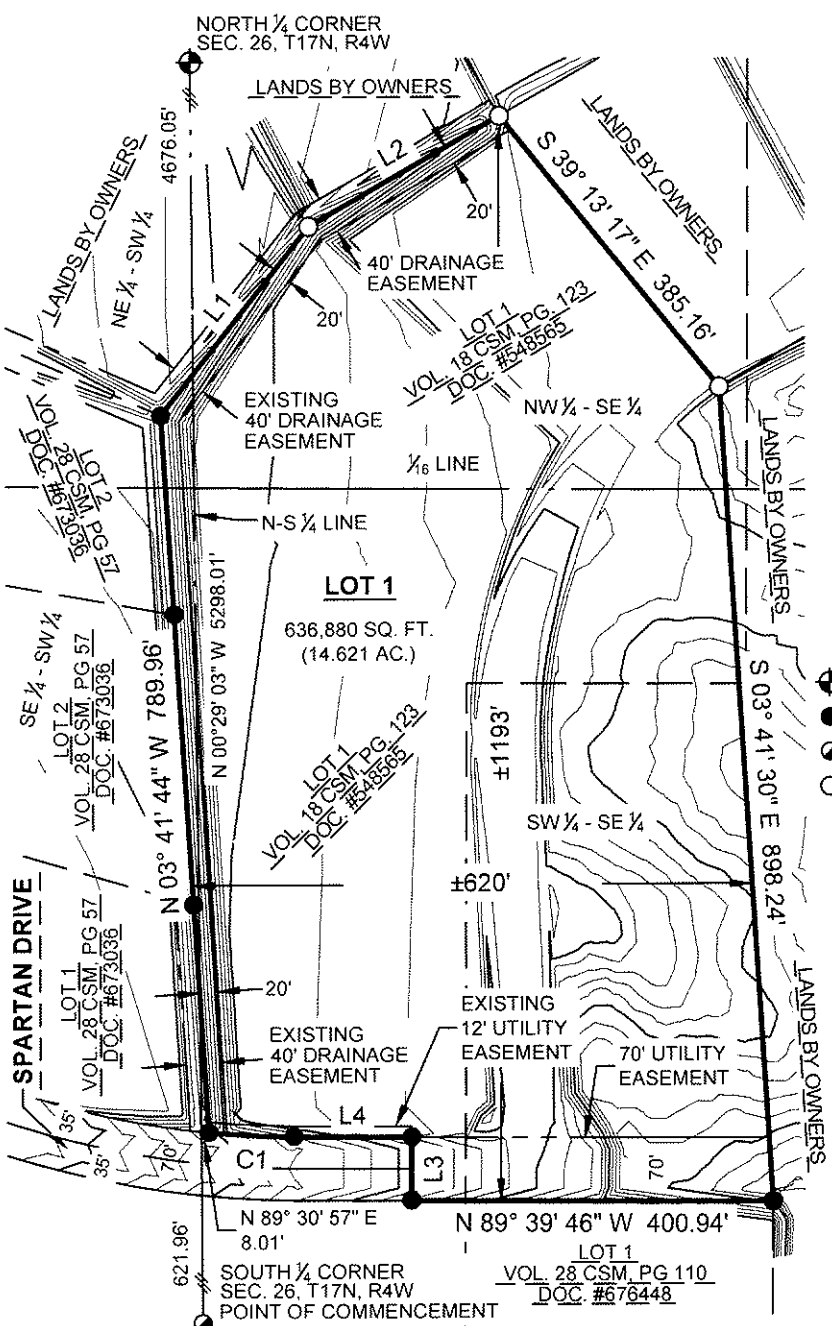 NORTH ¼ CORNER
SEC. 26, T17N, R4W
LANDS BY OWNERS
LANDS BY OWNERS
4676.05'
LANDS BY OWNERS
NE ¼ - SW ¼
L2
20'
S 39° 13' 17" E 385.16'
40' DRAINAGE
EASEMENT
L1
20'
LOT 1
VOL. 18 CSM, PG. 123
DOC. #548565
EXISTING
40' DRAINAGE
EASEMENT
NW ¼ - SE ¼
LOT 2
VOL. 28 CSM, PG 57
DOC. #673036
1/16 LINE
LANDS BY OWNERS
N-S ¼ LINE
N 00° 29' 03" W 5298.01'
LOT 1
636,880 SQ. FT.
(14.621 AC.)
SE ¼ - SW ¼
LOT 2
VOL. 28 CSM, PG 57
DOC. #673036
N 03° 41' 44" W 789.96'
LOT 1
VOL. 18 CSM, PG. 123
DOC. #548565
±1193'
S 03° 41' 30" E 898.24'
SW ¼ - SE ¼
±620'
SPARTAN DRIVE
LOT 1
VOL. 28 CSM, PG 57
DOC. #673036
20'
EXISTING
40' DRAINAGE
EASEMENT
EXISTING
12' UTILITY
EASEMENT
70' UTILITY
EASEMENT
LANDS BY OWNERS
L4
35'
35'
70'
C1
L3
70'
N 89° 30' 57" E
8.01'
N 89° 39' 46" W 400.94'
621.96'
SOUTH ¼ CORNER
SEC. 26, T17N, R4W
POINT OF COMMENCEMENT
LOT 1
VOL. 28 CSM, PG 110
DOC. #676448